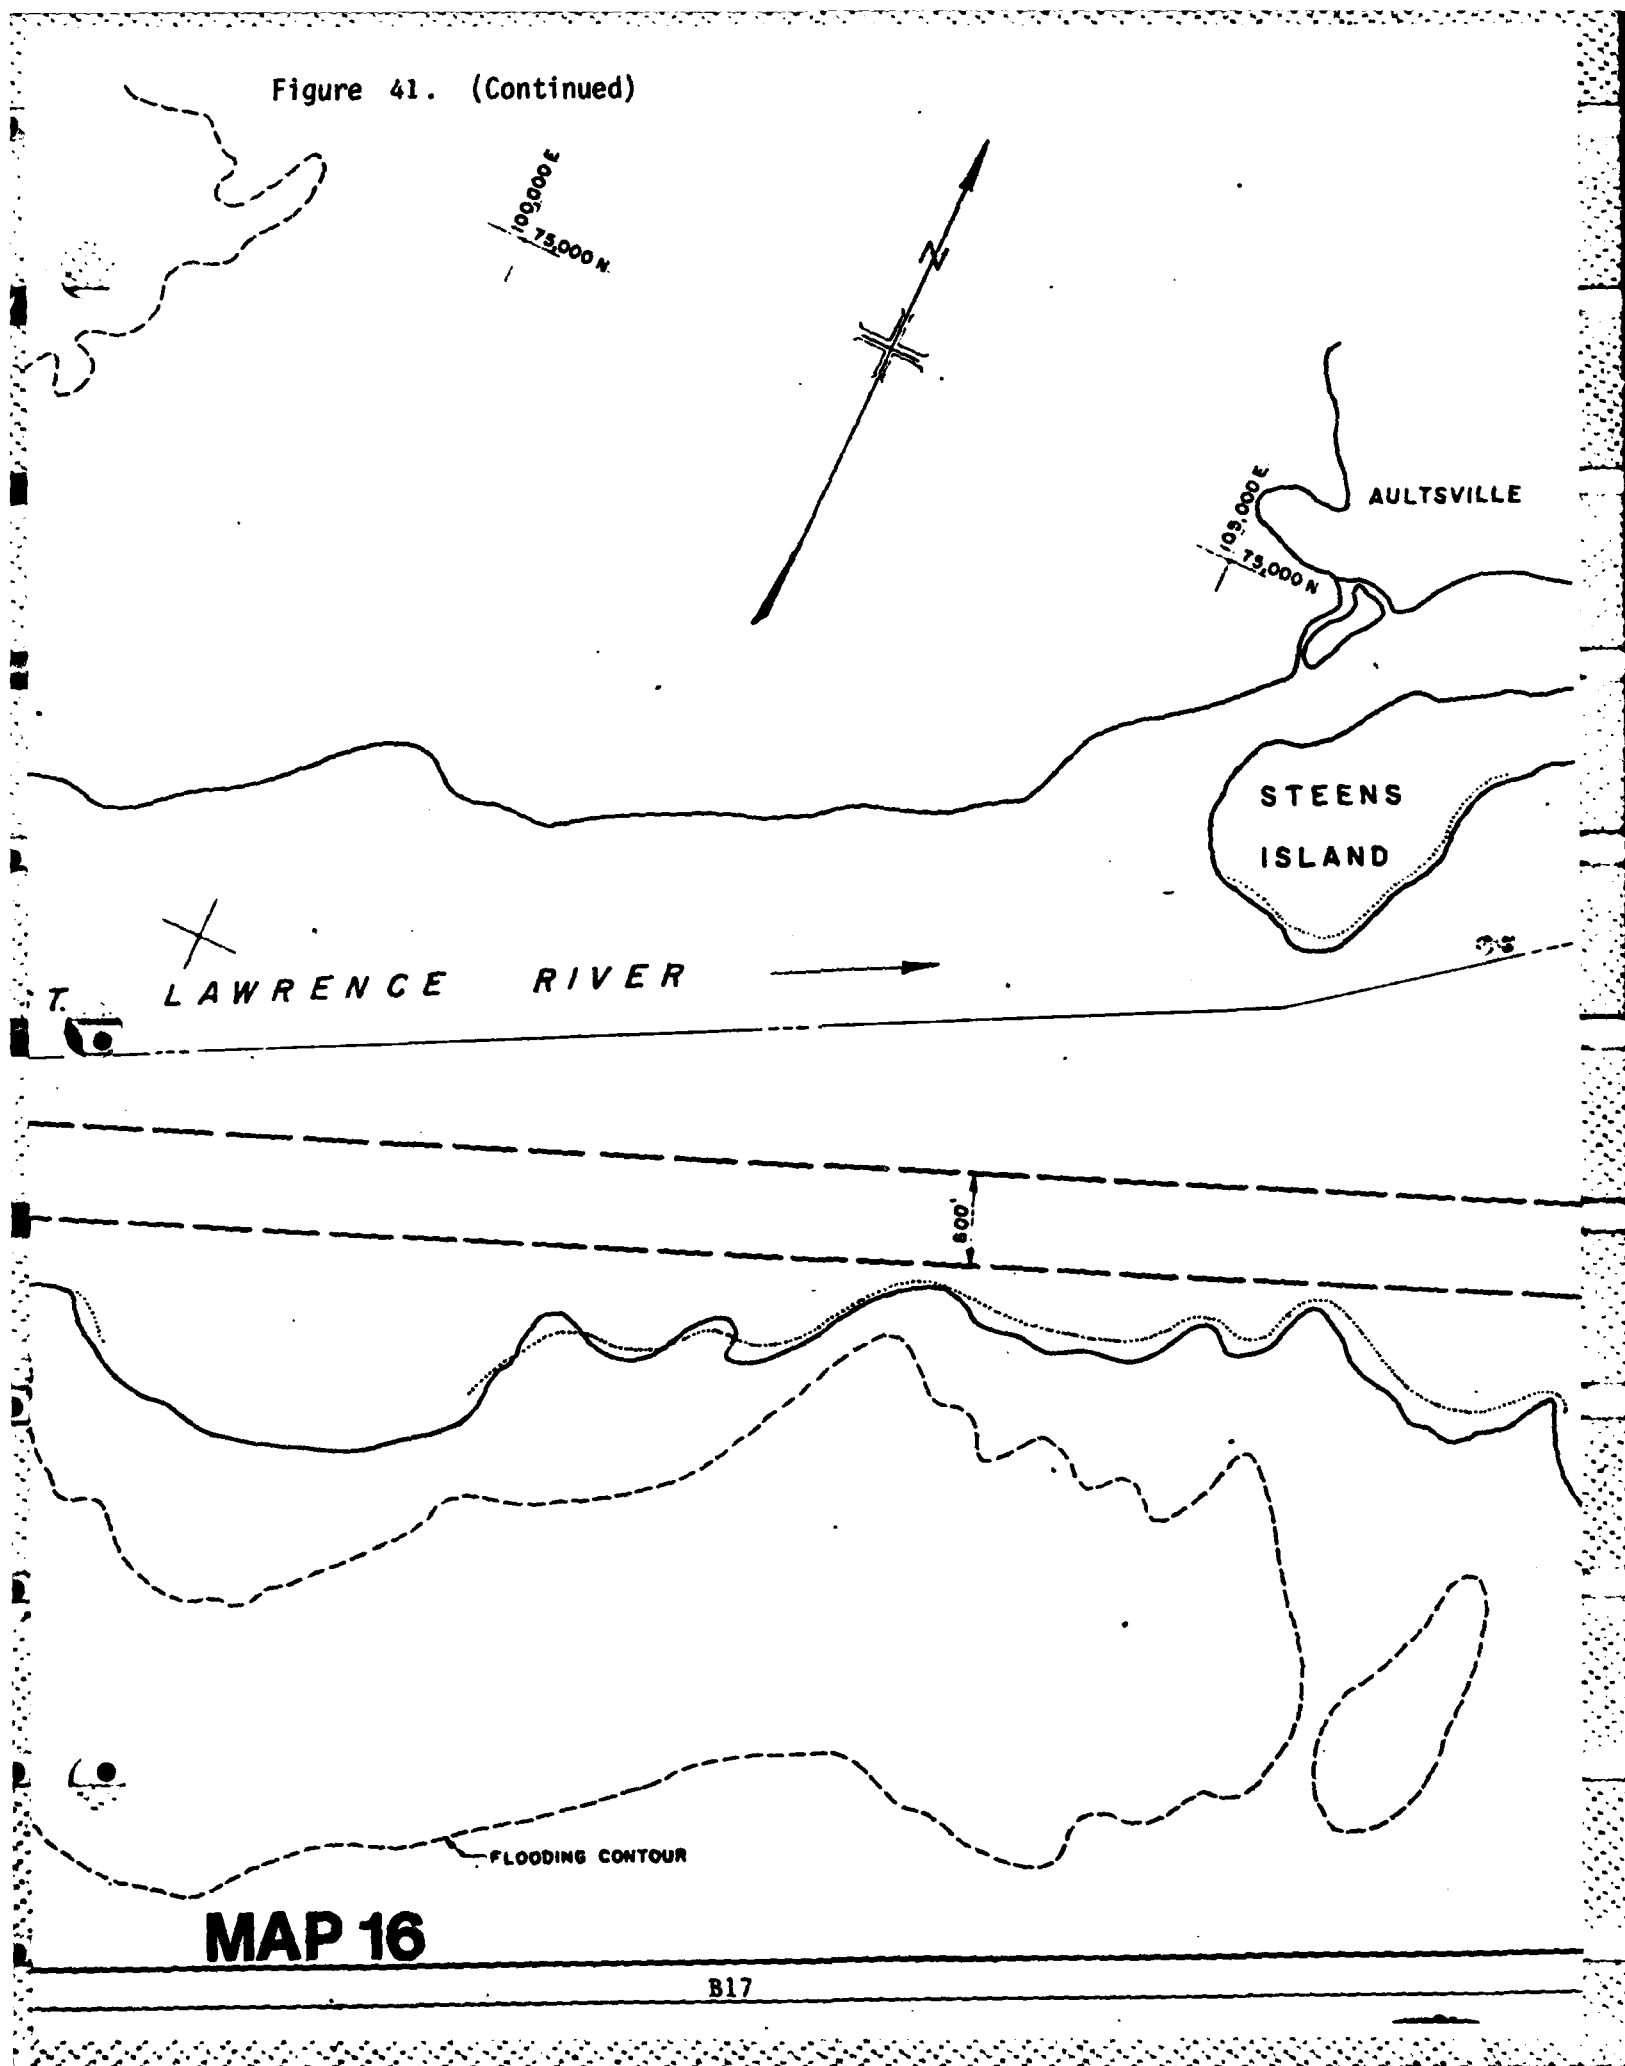 Figure 41. (Continued)
100,000 E
75,000 N
N
AULTSVILLE
105,000 E
75,000 N
STEENS
ISLAND
T. LAWRENCE RIVER
FLOODING CONTOUR
MAP 16
B17